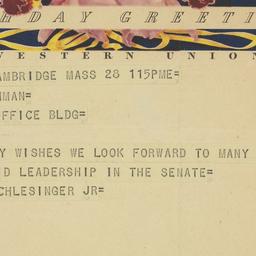 HDAY GREETI
WESTERN UNION
AMBRIDGE MASS 28 115PME=
MAN=
OFFICE BLDG=
Y WISHES WE LOOK FORWARD TO MANY
D LEADERSHIP IN THE SENATE=
CHLESINGER JR=